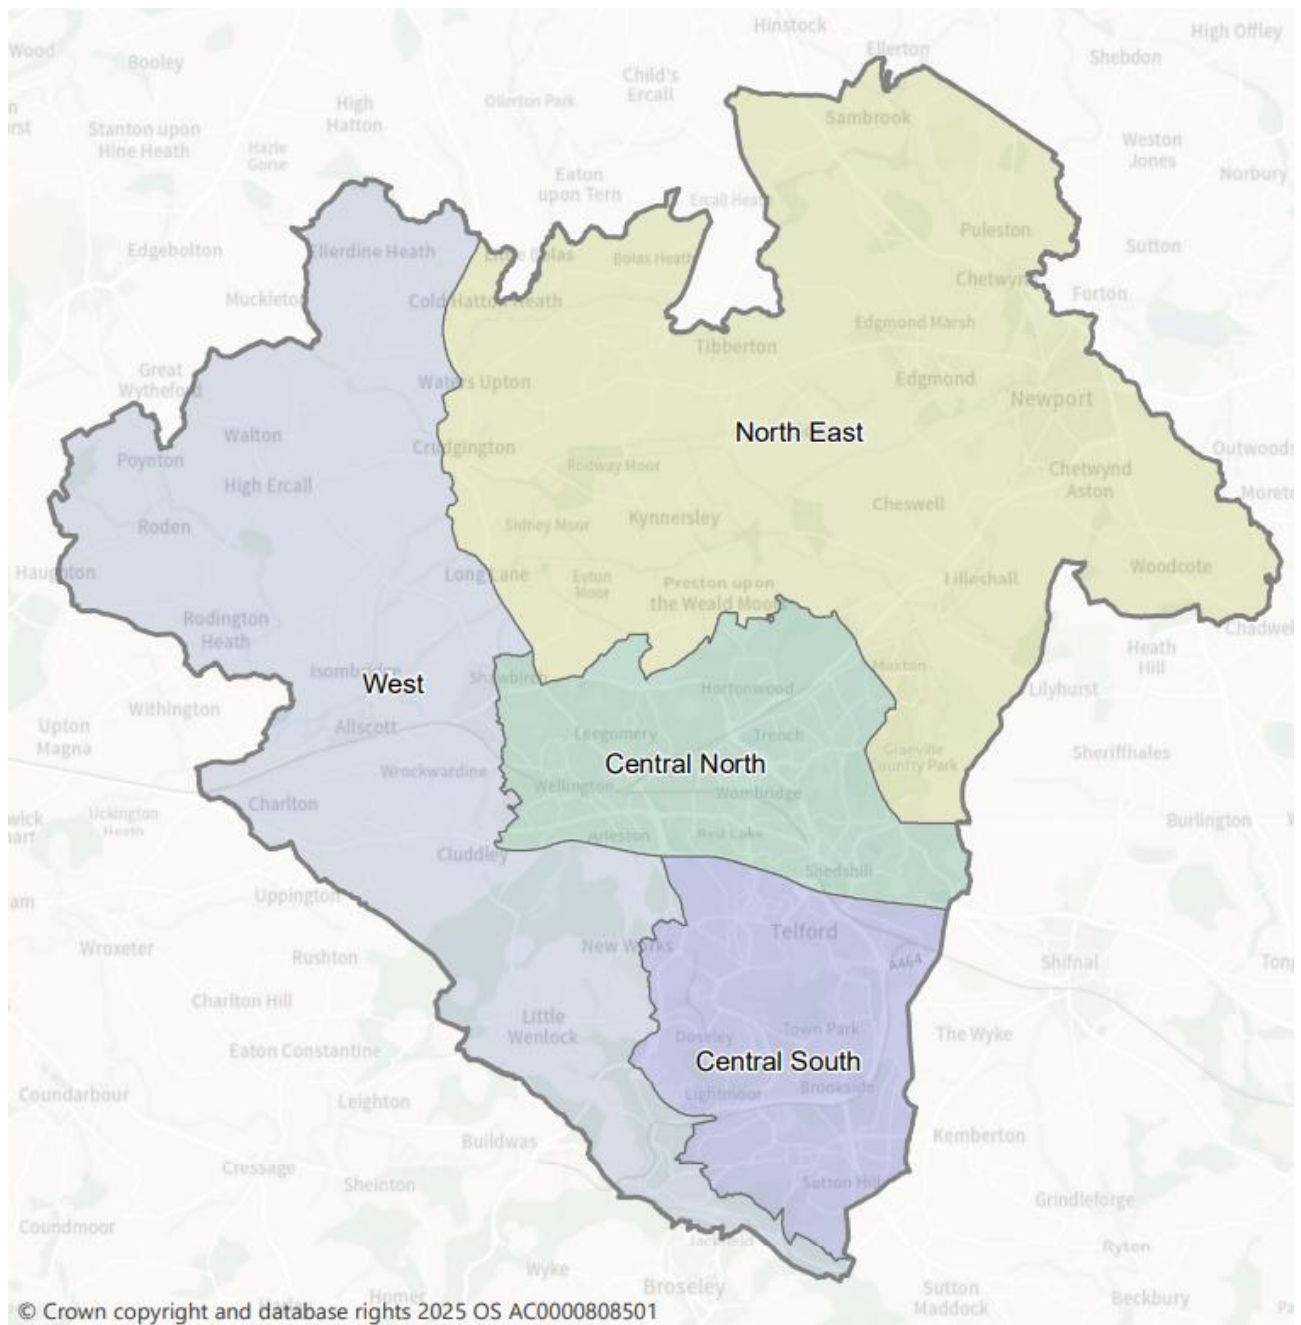 Hinstock
High Offley
Wood
Booley
Ellerton
Shebdon
Child's
Ercall
Ollerton Park
High
Hatton
Sambrook
Stanton upon
Hine Heath
Hazle
Gorse
Weston
Jones
Eaton
upon Tern
Norbury
Ercall Heath
Puleston
Edgebolton
Ellerdine Heath
Little Bolas
Bolas Heath
Sutton
Chetwynd
Forton
Muckleton
Cold Hatton Heath
Edgmond Marsh
Tibberton
Great
Wytheford
Waters Upton
Edgmond
Newport
North East
Walton
Crudgington
Outwoods
Poynton
Rodway Moor
Chetwynd
Aston
High Ercall
Moreto
Cheswell
Roden
Sidney Moor
Kynnersley
Haughton
Long Lane
Eyton
Moor
Preston upon
the Weald Moors
Lilleshall
Woodcote
Rodington
Heath
Chadwel
Heath
Hill
Isombridge
West
Shawbirch
Muxton
Hortonwood
Lilyhurst
Withington
Upton
Magna
Allscott
Leegomery
Trench
Granville
Country Park
Sheriffhales
Central North
Wrockwardine
Wellington
Wombridge
Charlton
Uckington
Heath
Burlington
Arleston
Red Lake
Cluddley
Snedshill
Uppington
Wroxeter
New Works
Telford
Rushton
A464
Shifnal
Tong
Charlton Hill
Little
Wenlock
Doseley
Town Park
The Wyke
Eaton Constantine
Central South
Coundarbour
Leighton
Lightmoor
Brookside
Buildwas
Kemberton
Cressage
Sheinton
Sutton Hill
Grindleforge
Coundmoor
Jackfield
Ryton
Wyke
Broseley
Sutton
Maddock
Beckbury
Homer
© Crown copyright and database rights 2025 OS AC0000808501